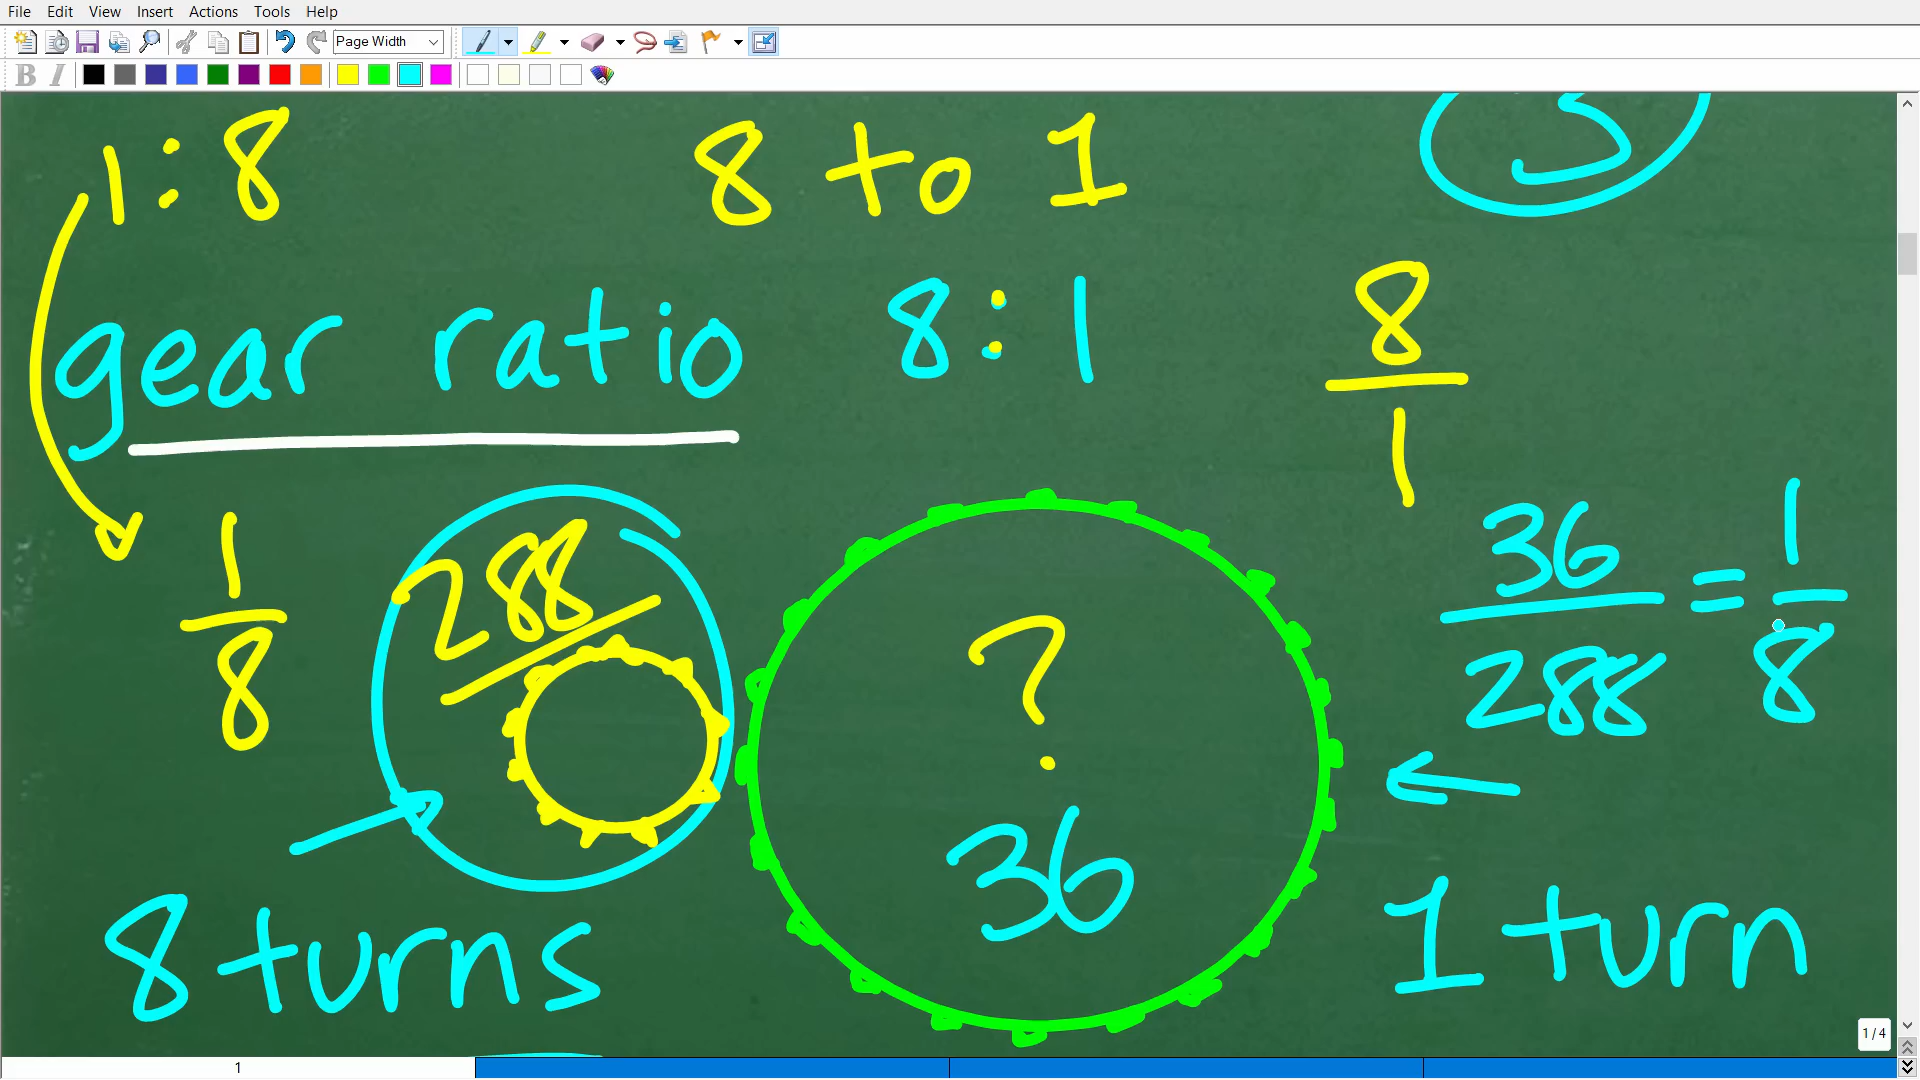 File Edit View Insert Actions Tools Help
Page Width
B I
1:8 8 to 1
gear ratio 8:1 8/1
1/8 288 ? 36/288 = 1/8
36
8 turns 1 turn
1 / 4
1